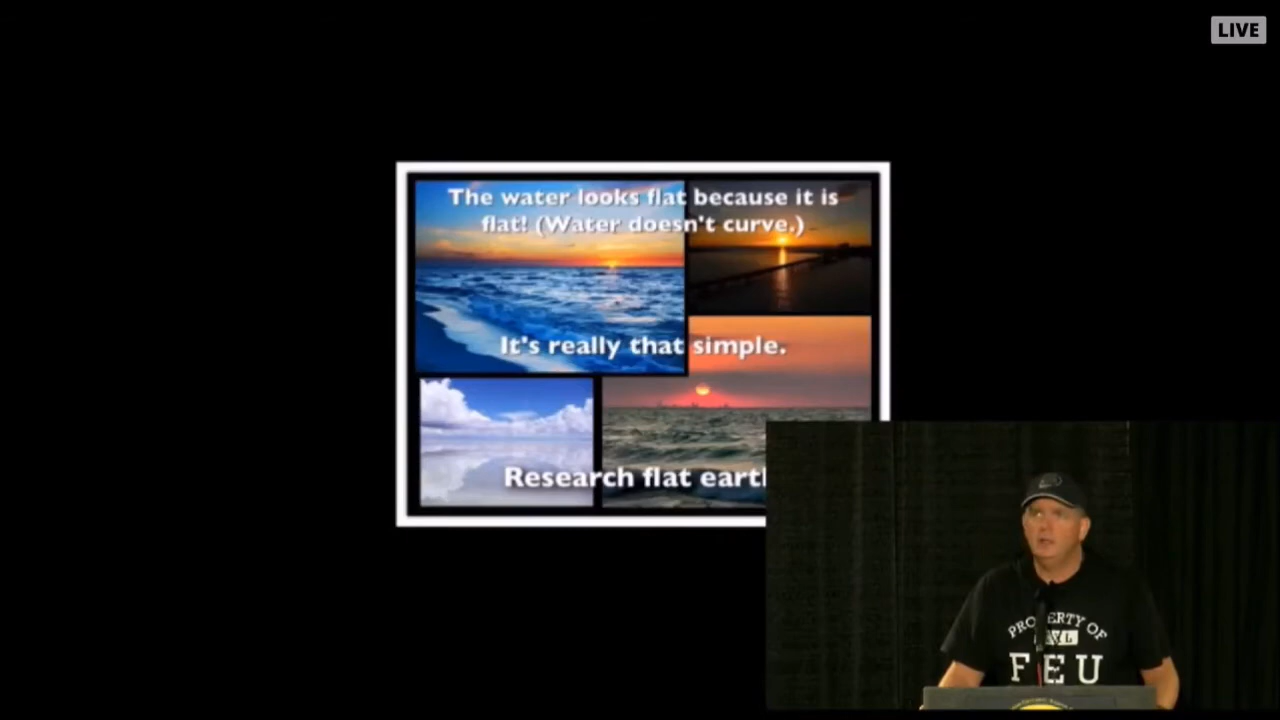 LIVE
The water looks flat because it is
flat! (Water doesn't curve.)
It's really that simple.
Research flat eart
PROPERTY OF
FEU